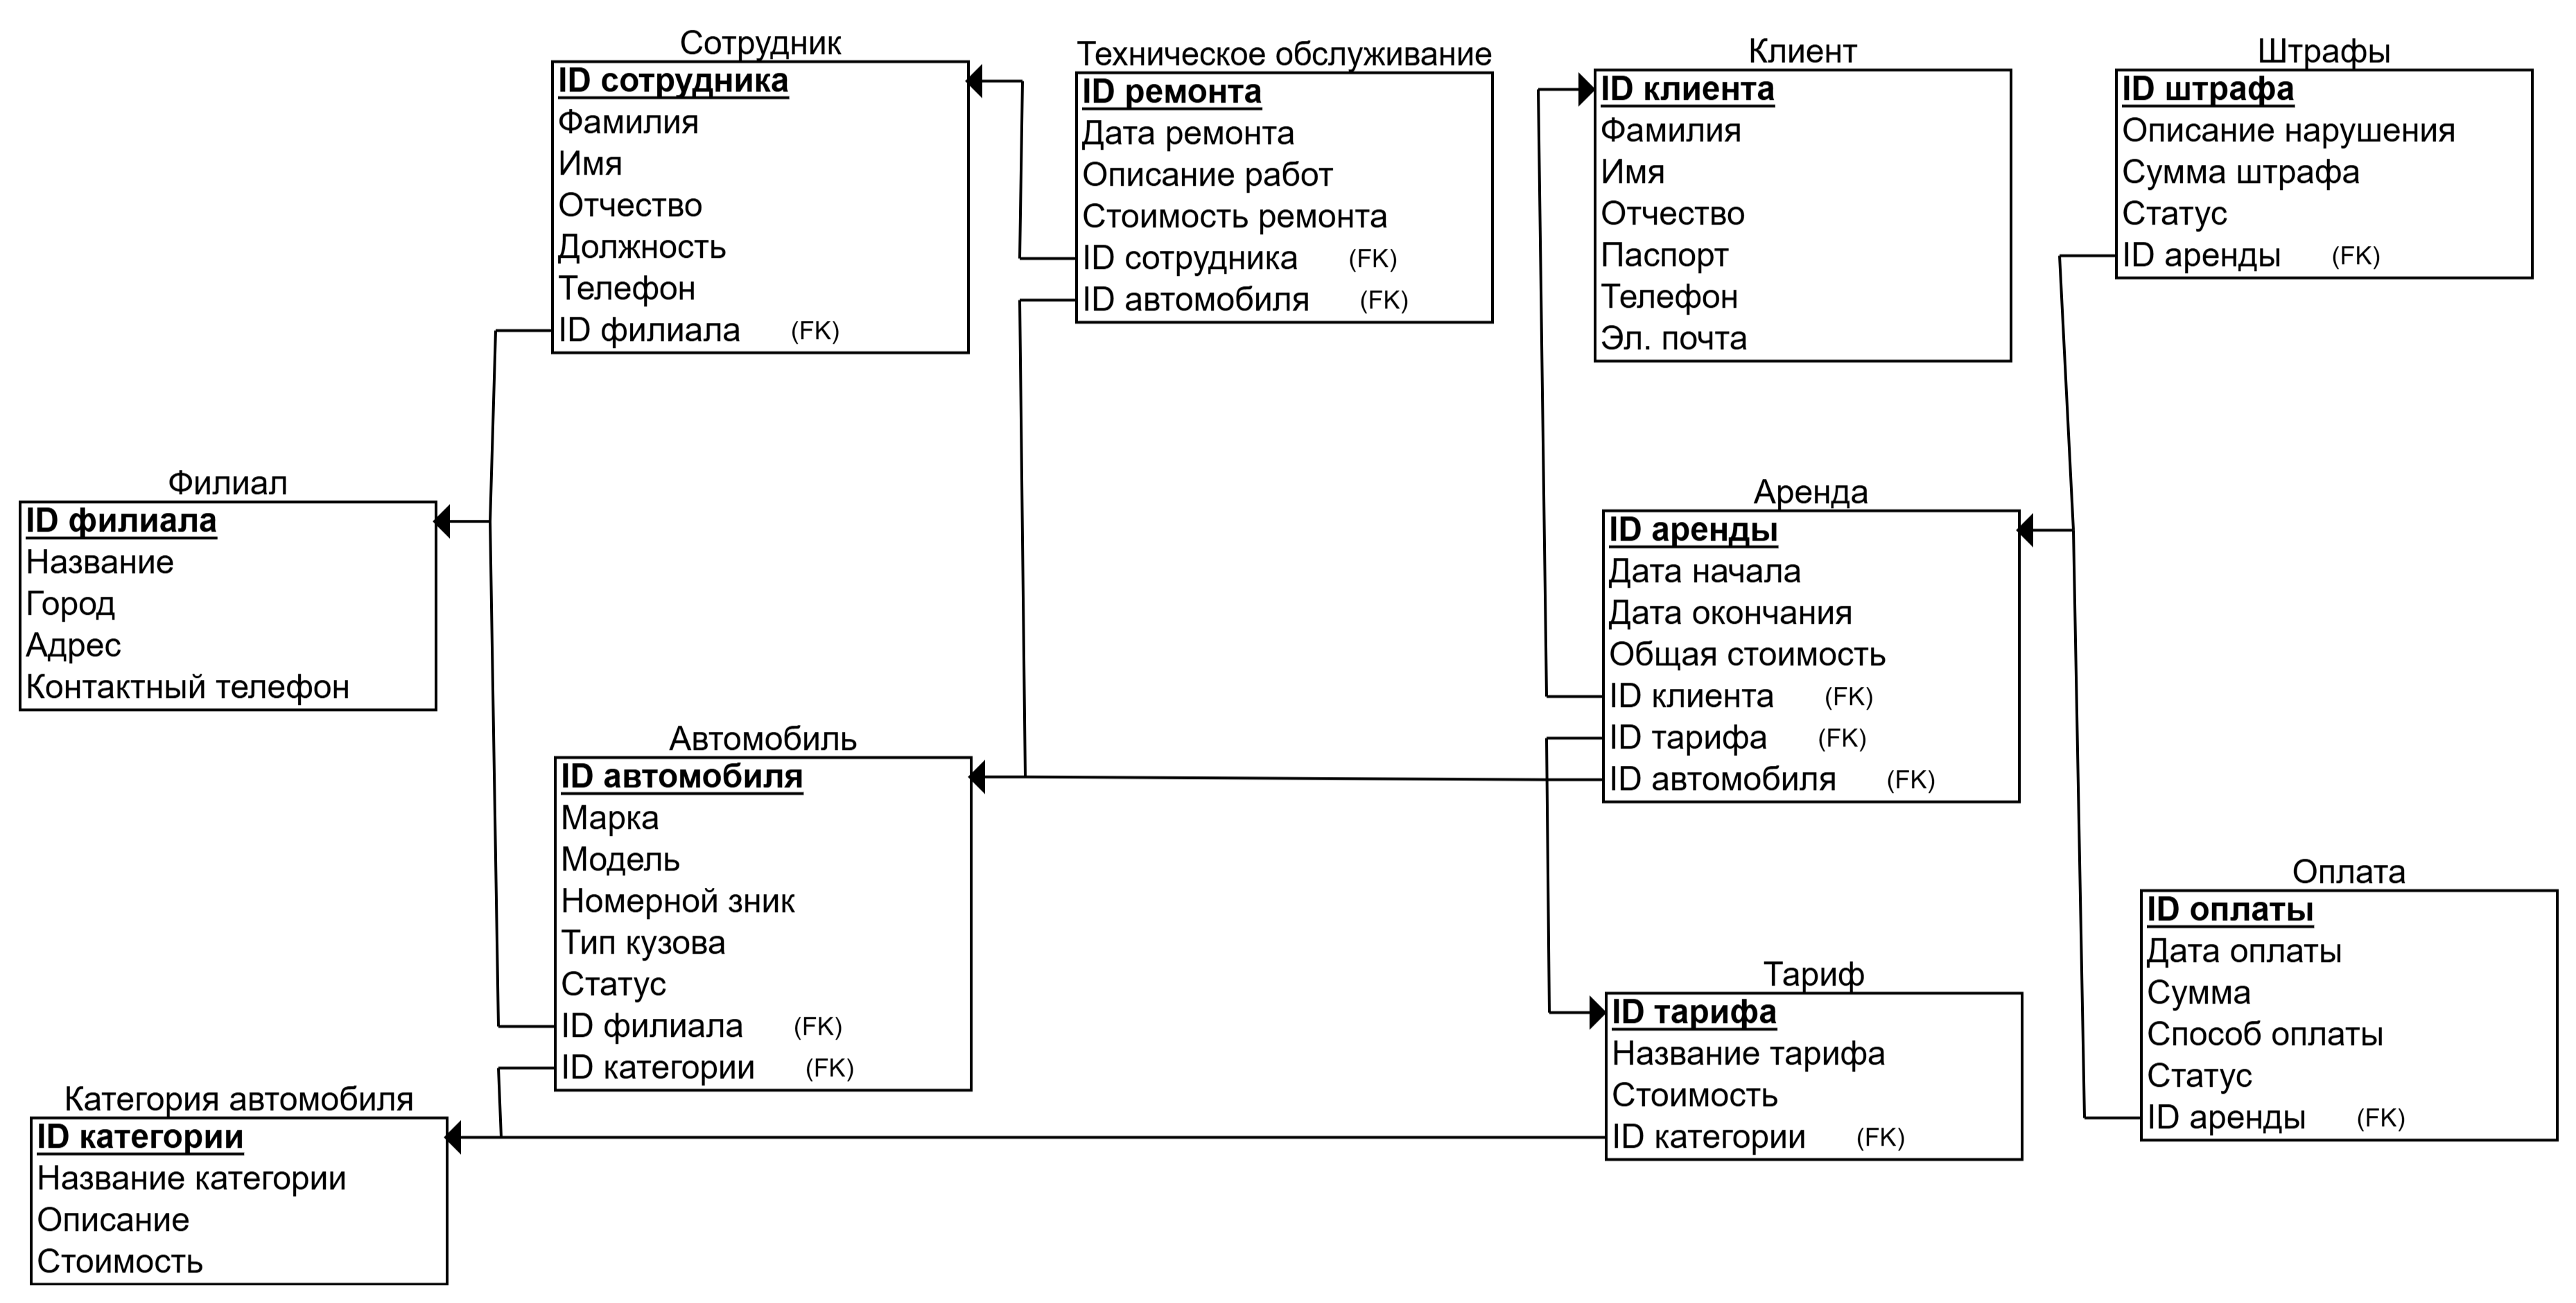 Сотрудник
ID сотрудника
Фамилия
Имя
Отчество
Должность
Телефон
ID филиала (FK)
Техническое обслуживание
ID ремонта
Дата ремонта
Описание работ
Стоимость ремонта
ID сотрудника (FK)
ID автомобиля (FK)
Клиент
ID клиента
Фамилия
Имя
Отчество
Паспорт
Телефон
Эл. почта
Штрафы
ID штрафа
Описание нарушения
Сумма штрафа
Статус
ID аренды (FK)
Филиал
ID филиала
Название
Город
Адрес
Контактный телефон
Аренда
ID аренды
Дата начала
Дата окончания
Общая стоимость
ID клиента (FK)
ID тарифа (FK)
ID автомобиля (FK)
Автомобиль
ID автомобиля
Марка
Модель
Номерной зник
Тип кузова
Статус
ID филиала (FK)
ID категории (FK)
Оплата
ID оплаты
Дата оплаты
Сумма
Способ оплаты
Статус
ID аренды (FK)
Тариф
ID тарифа
Название тарифа
Стоимость
ID категории (FK)
Категория автомобиля
ID категории
Название категории
Описание
Стоимость